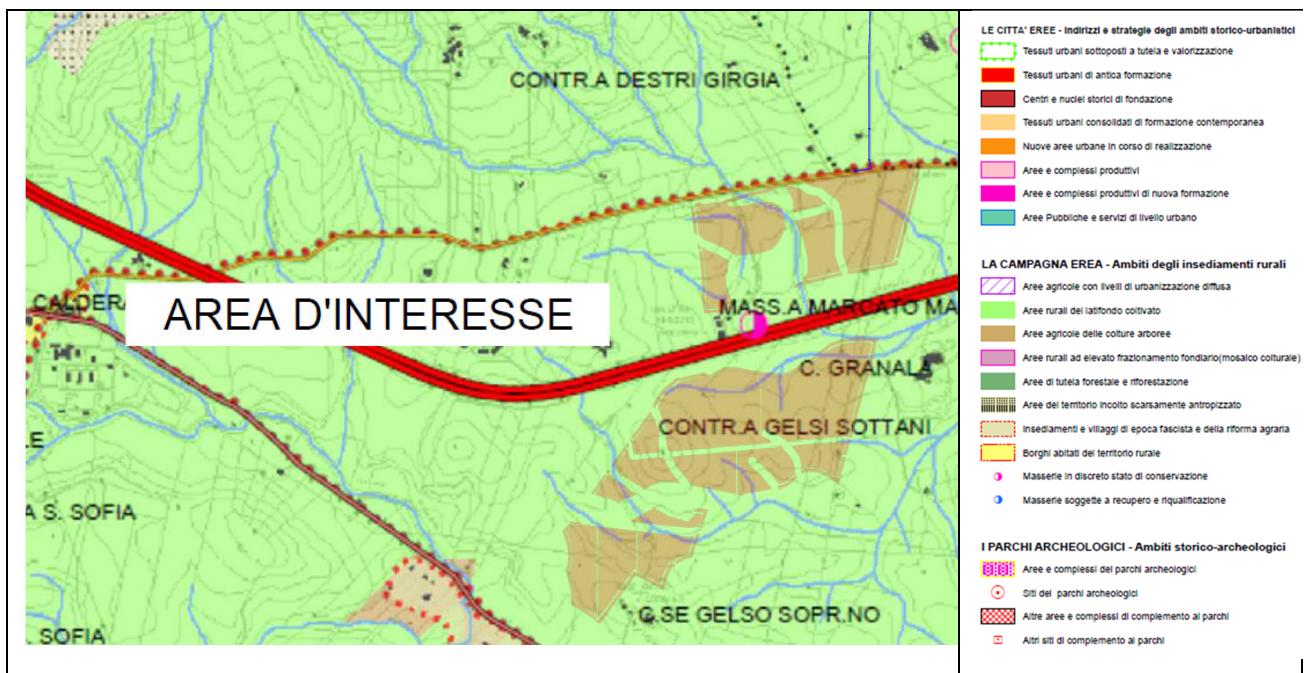 CONTR.A DESTRI GIRGIA
CALDERA
AREA D'INTERESSE
MASS.A MARCATO MA
C. GRANALA
CONTR.A GELSI SOTTANI
LE
A S. SOFIA
C.SE GELSO SOPR.NO
. SOFIA
LE CITTA' EREE - Indirizzi e strategie degli ambiti storico-urbanistici
Tessuti urbani sottoposti a tutela e valorizzazione
Tessuti urbani di antica formazione
Centri e nuclei storici di fondazione
Tessuti urbani consolidati di formazione contemporanea
Nuove aree urbane in corso di realizzazione
Aree e complessi produttivi
Aree e complessi produttivi di nuova formazione
Aree Pubbliche e servizi di livello urbano
LA CAMPAGNA EREA - Ambiti degli insediamenti rurali
Aree agricole con livelli di urbanizzazione diffusa
Aree rurali del latifondo coltivato
Aree agricole delle colture arboree
Aree rurali ad elevato frazionamento fondiario(mosaico colturale)
Aree di tutela forestale e riforestazione
Aree del territorio incolto scarsamente antropizzato
Insediamenti e villaggi di epoca fascista e della riforma agraria
Borghi abitati del territorio rurale
Masserie in discreto stato di conservazione
Masserie soggette a recupero e riqualificazione
I PARCHI ARCHEOLOGICI - Ambiti storico-archeologici
Aree e complessi dei parchi archeologici
Siti dei parchi archeologici
Altre aree e complessi di complemento ai parchi
Altri siti di complemento ai parchi